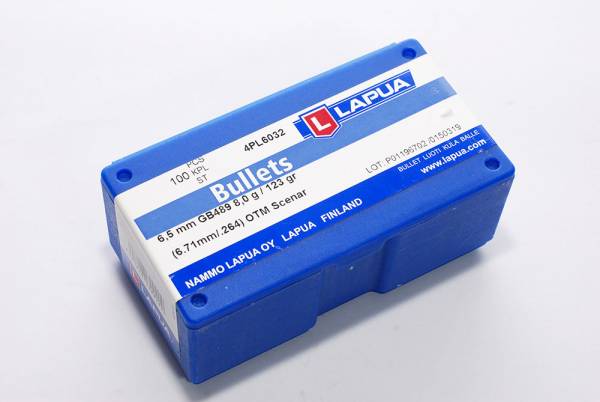 LAPUA
4PL6032
100 PCS
KPL
ST
Bullets
6,5 mm GB489 8,0 g / 123 gr
(6.71mm/.264) OTM Scenar
LOT: P01196702 /0150319
BULLET LUOTI KULA BALLE
www.lapua.com
NAMMO LAPUA OY LAPUA FINLAND